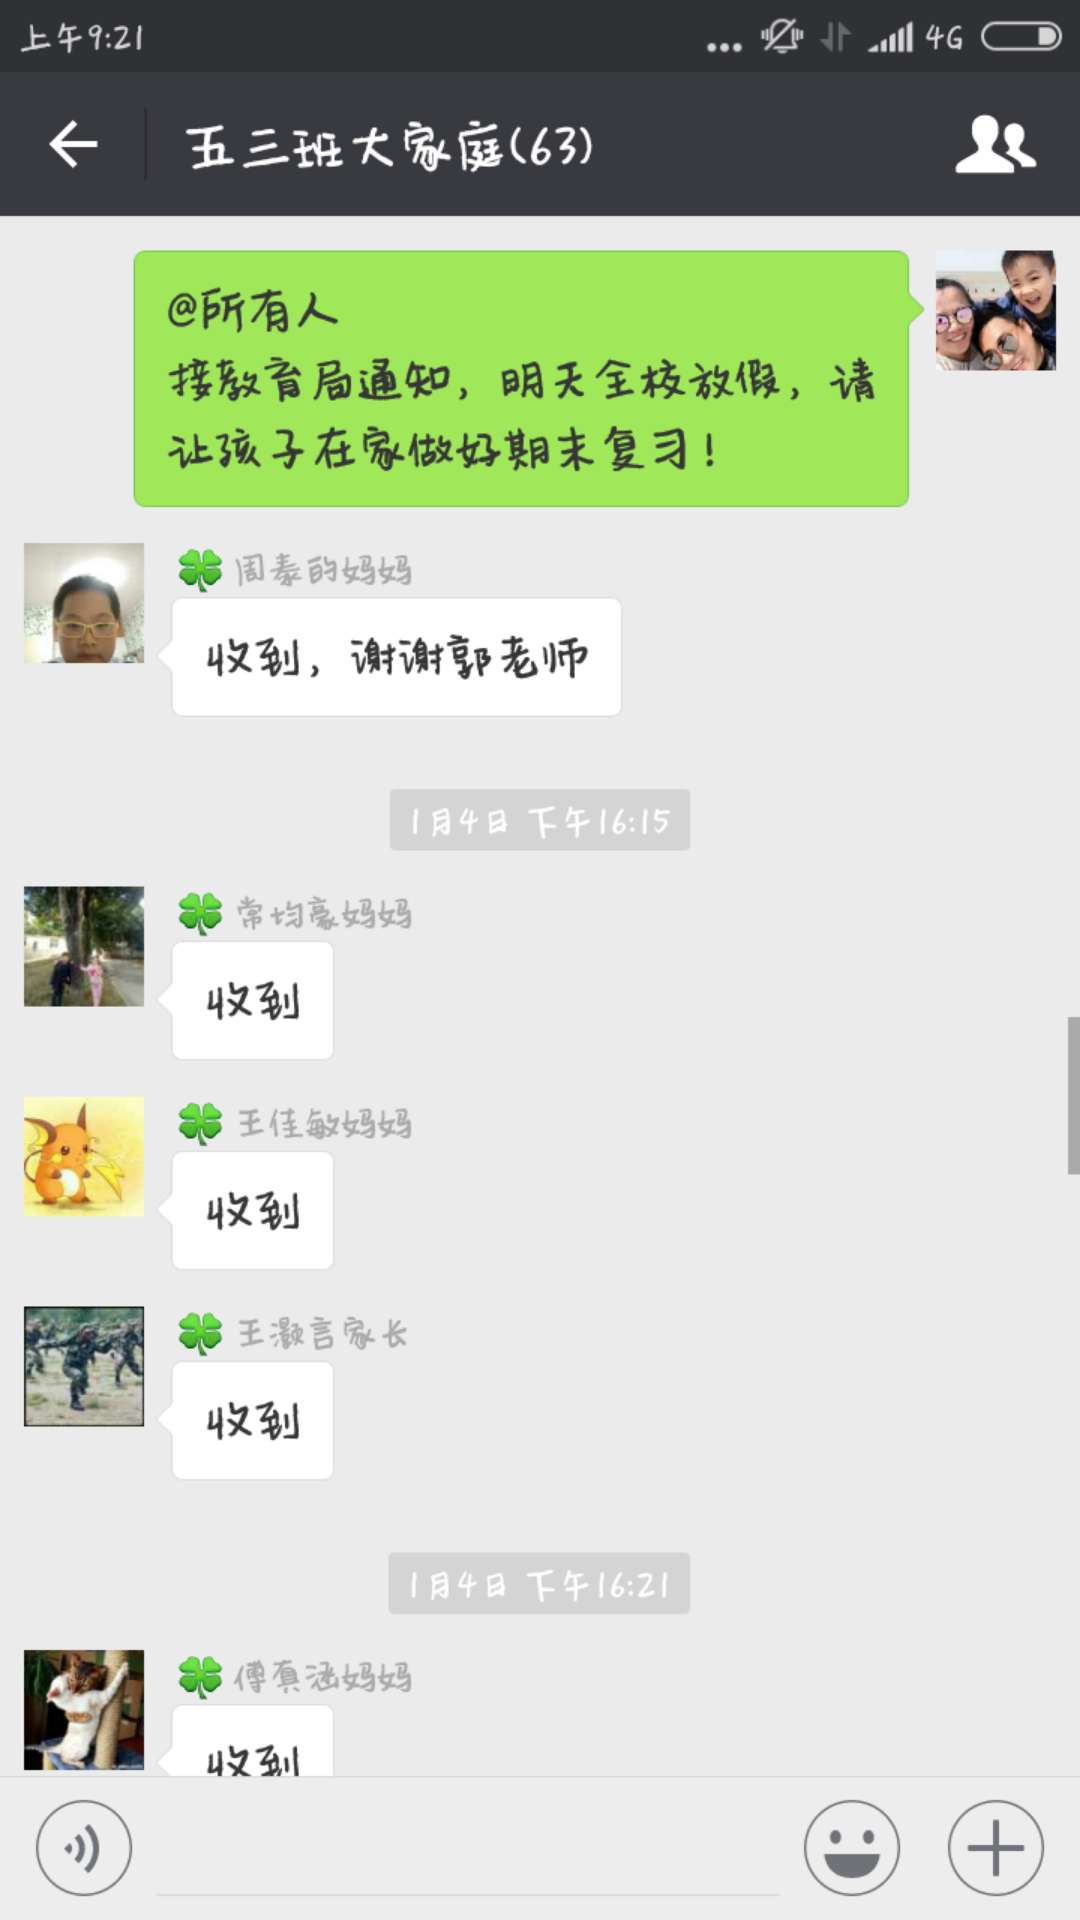 上午9:21
4G
五三班大家庭(63)
@所有人
接教育局通知，明天全校放假，请
让孩子在家做好期末复习！
周泰的妈妈
收到，谢谢郭老师
1月4日 下午16:15
常均豪妈妈
收到
王佳敏妈妈
收到
王灏言家长
收到
1月4日 下午16:21
傅真涵妈妈
收到